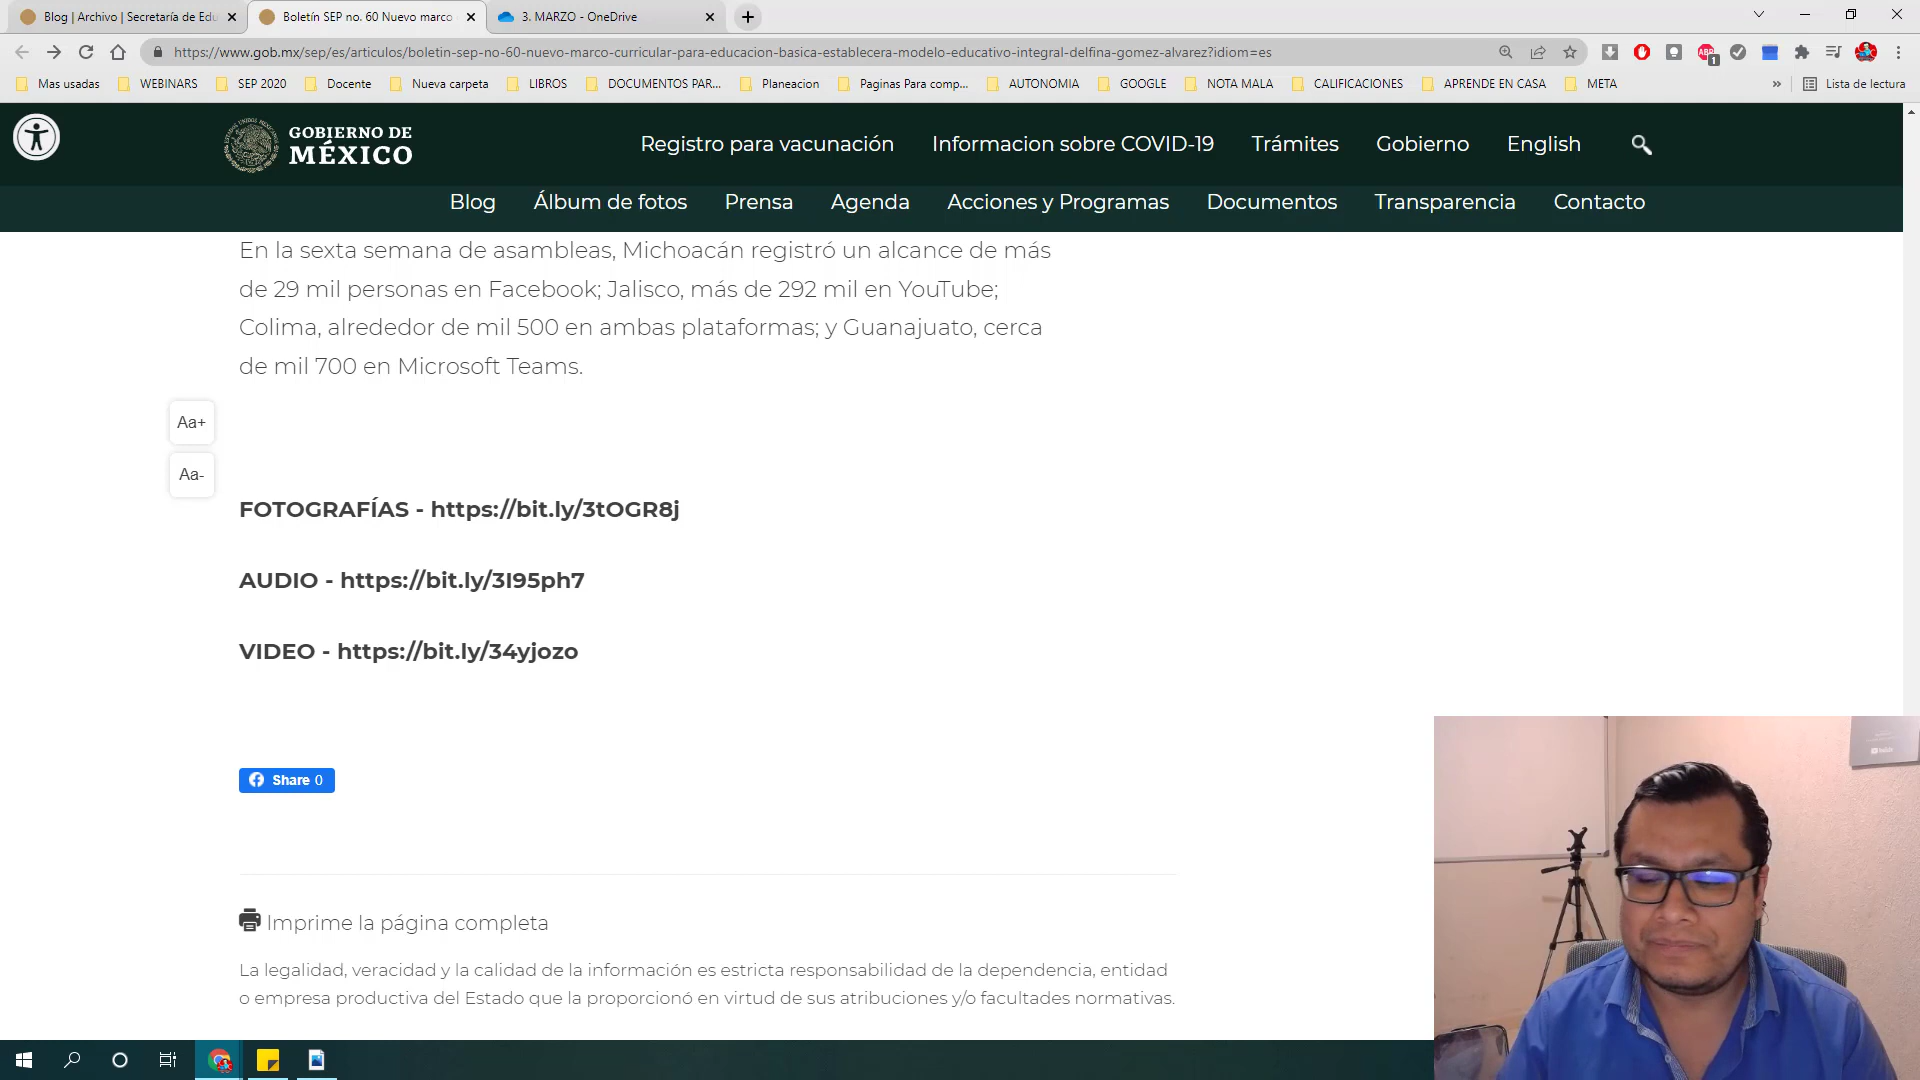 Blog | Archivo | Secretaría de Edu
Boletín SEP no. 60 Nuevo marco
3. MARZO - OneDrive
https://www.gob.mx/sep/es/articulos/boletin-sep-no-60-nuevo-marco-curricular-para-educacion-basica-establecera-modelo-educativo-integral-delfina-gomez-alvarez?idiom=es
ABP
1
Mas usadas
WEBINARS
SEP 2020
Docente
Nueva carpeta
LIBROS
DOCUMENTOS PAR...
Planeacion
Paginas Para comp...
AUTONOMIA
GOOGLE
NOTA MALA
CALIFICACIONES
APRENDE EN CASA
META
»
Lista de lectura
GOBIERNO DE
MÉXICO
Registro para vacunación
Informacion sobre COVID-19
Trámites
Gobierno
English
Blog
Álbum de fotos
Prensa
Agenda
Acciones y Programas
Documentos
Transparencia
Contacto
En la sexta semana de asambleas, Michoacán registró un alcance de más
de 29 mil personas en Facebook; Jalisco, más de 292 mil en YouTube;
Colima, alrededor de mil 500 en ambas plataformas; y Guanajuato, cerca
de mil 700 en Microsoft Teams.
Aa+
Aa-
FOTOGRAFÍAS - https://bit.ly/3tOGR8j
AUDIO - https://bit.ly/3I95ph7
VIDEO - https://bit.ly/34yjozo
Share 0
Imprime la página completa
La legalidad, veracidad y la calidad de la información es estricta responsabilidad de la dependencia, entidad
o empresa productiva del Estado que la proporcionó en virtud de sus atribuciones y/o facultades normativas.